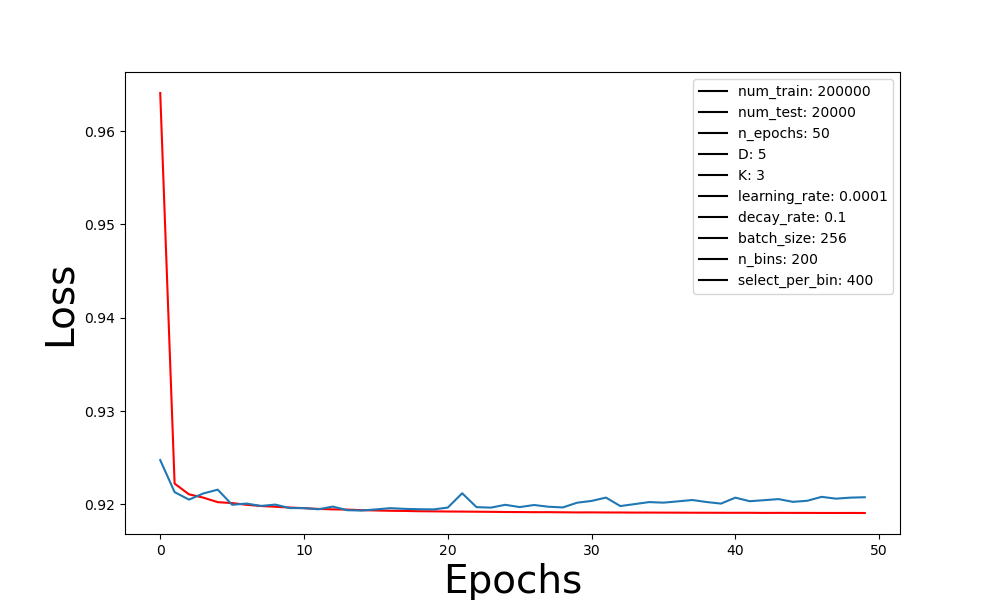 num_train: 200000
num_test: 20000
n_epochs: 50
D: 5
K: 3
learning_rate: 0.0001
decay_rate: 0.1
batch_size: 256
n_bins: 200
select_per_bin: 400
Loss
0.96
0.95
0.94
0.93
0.92
0 10 20 30 40 50
Epochs